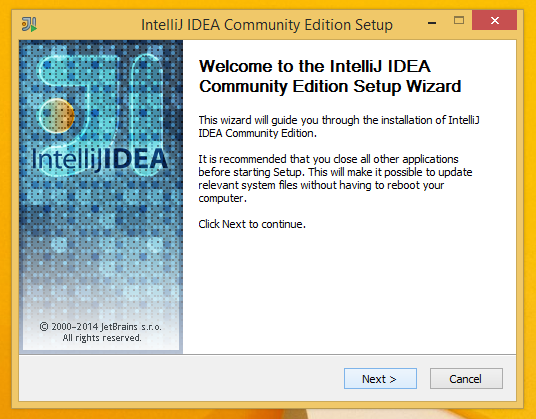 IntelliJ IDEA Community Edition Setup
IntelliJIDEA
© 2000-2014 JetBrains s.r.o.
All rights reserved.
Welcome to the IntelliJ IDEA
Community Edition Setup Wizard
This wizard will guide you through the installation of IntelliJ
IDEA Community Edition.
It is recommended that you close all other applications
before starting Setup. This will make it possible to update
relevant system files without having to reboot your
computer.
Click Next to continue.
Next >
Cancel